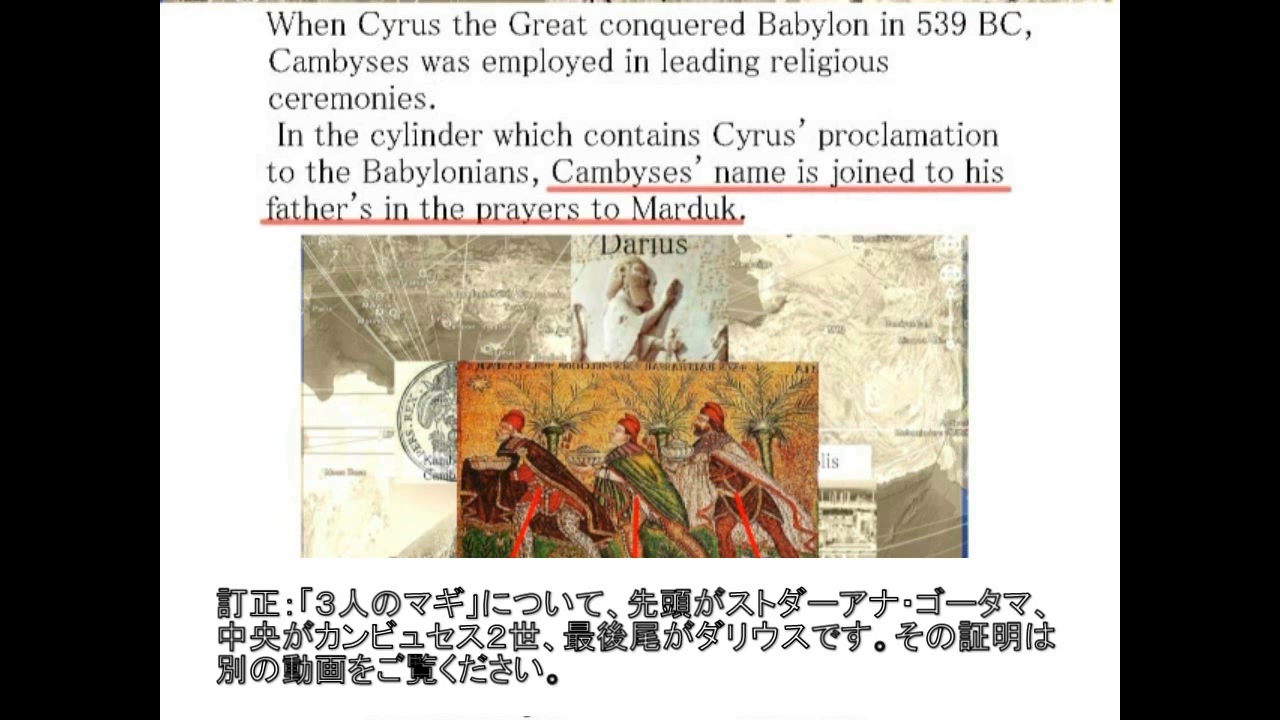 When Cyrus the Great conquered Babylon in 539 BC,
Cambyses was employed in leading religious
ceremonies.
In the cylinder which contains Cyrus’ proclamation
to the Babylonians, Cambyses’ name is joined to his
father’s in the prayers to Marduk.
Darius
PERS. REX.
Camb
lis
訂正：「３人のマギ」について、先頭がストダーアナ・ゴータマ、
中央がカンビュセス２世、最後尾がダリウスです。その証明は
別の動画をご覧ください。